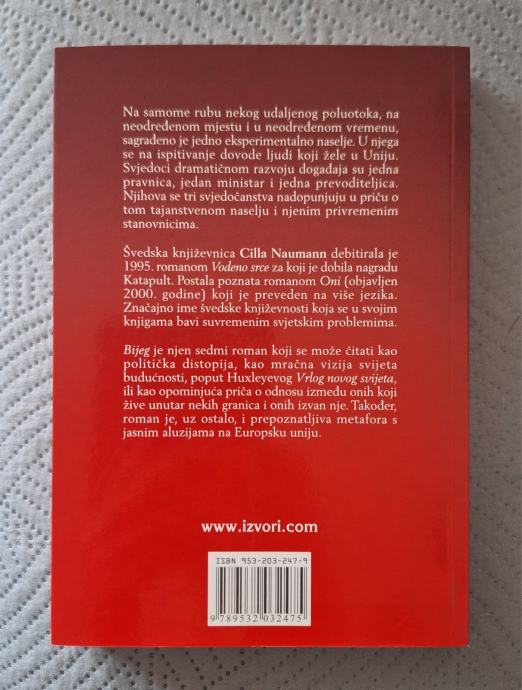 Na samome rubu nekog udaljenog poluotoka, na
neodređenom mjestu i u neodređenom vremenu,
sagrađeno je jedno eksperimentalno naselje. U njega
se na ispitivanje dovode ljudi koji žele u Uniju.
Svjedoci dramatičnom razvoju događaja su jedna
pravnica, jedan ministar i jedna prevoditeljica.
Njihova se tri svjedočanstva nadopunjuju u priču o
tom tajanstvenom naselju i njenim privremenim
stanovnicima.
Švedska književnica Cilla Naumann debitirala je
1995. romanom Vodeno srce za koji je dobila nagradu
Katapult. Postala poznata romanom Oni (objavljen
2000. godine) koji je preveden na više jezika.
Značajno ime švedske književnosti koja se u svojim
knjigama bavi suvremenim svjetskim problemima.
Bijeg je njen sedmi roman koji se može čitati kao
politička distopija, kao mračna vizija svijeta
budućnosti, poput Huxleyevog Vrlog novog svijeta,
ili kao opominjuća priča o odnosu između onih koji
žive unutar nekih granica i onih izvan nje. Također,
roman je, uz ostalo, i prepoznatljiva metafora s
jasnim aluzijama na Europsku uniju.
www.izvori.com
ISBN 953-203-247-9
9 789532 032475